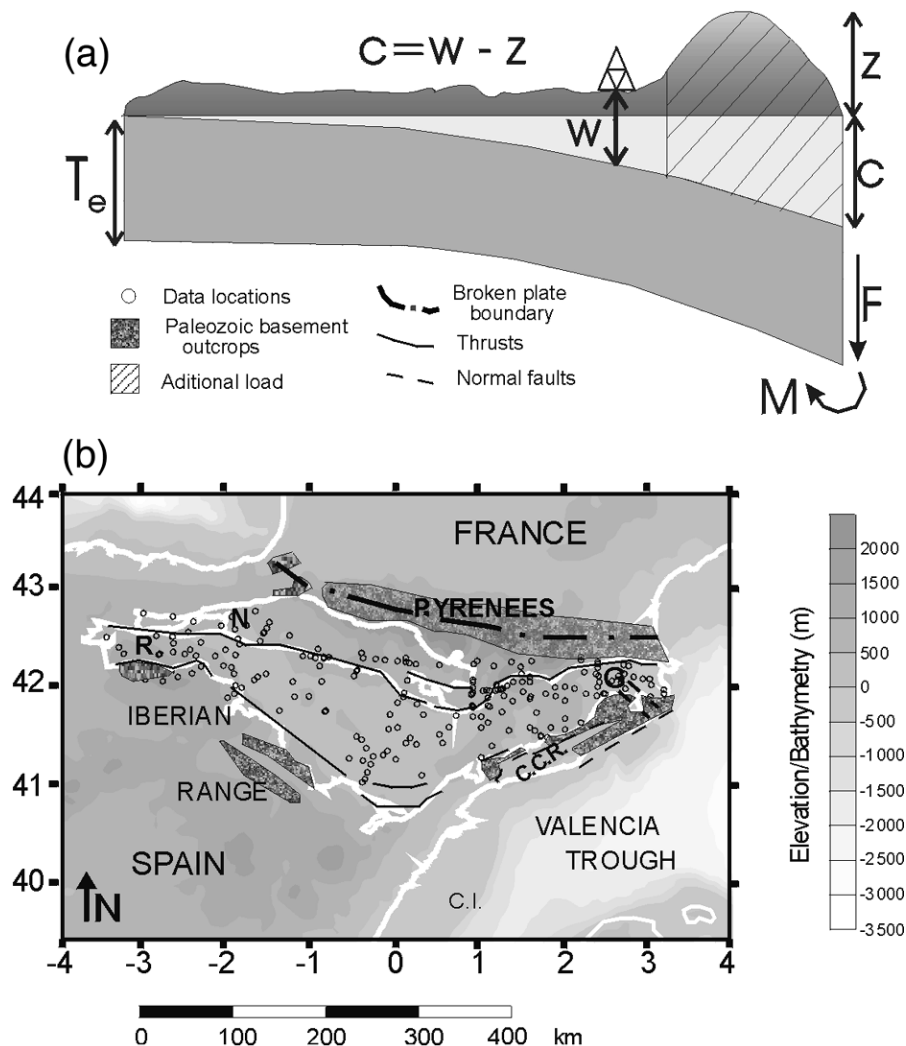 (a)
C=W - Z
Z
W
C
T
e
F
M
Data locations
Paleozoic basement
outcrops
Aditional load
Broken plate
boundary
Thrusts
Normal faults
(b)
44
43
42
41
40
FRANCE
PYRENEES
N
R.
G
IBERIAN
RANGE
C.C.R.
VALENCIA
TROUGH
SPAIN
C.I.
N
-4 -3 -2 -1 0 1 2 3 4
0 100 200 300 400 km
Elevation/Bathymetry (m)
2000
1500
1000
500
0
-500
-1000
-1500
-2000
-2500
-3000
-3500